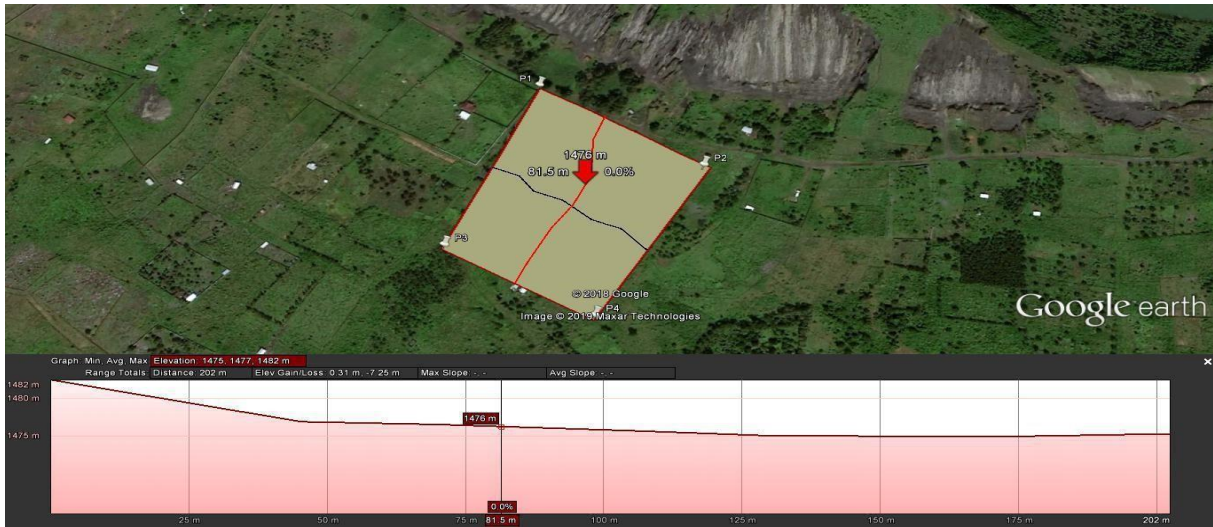 P1
P2
1476 m
81.5 m 0.0%
P3
© 2018 Google
P4
Image © 2019 Maxar Technologies
Google earth
Graph: Min, Avg, Max Elevation: 1475, 1477, 1482 m
Range Totals: Distance: 202 m Elev Gain/Loss: 0.31 m, -7.25 m Max Slope: -, - Avg Slope: -, -
1482 m
1480 m
1476 m
1475 m
0.0%
25 m 50 m 75 m 81.5 m 100 m 125 m 150 m 175 m 202 m